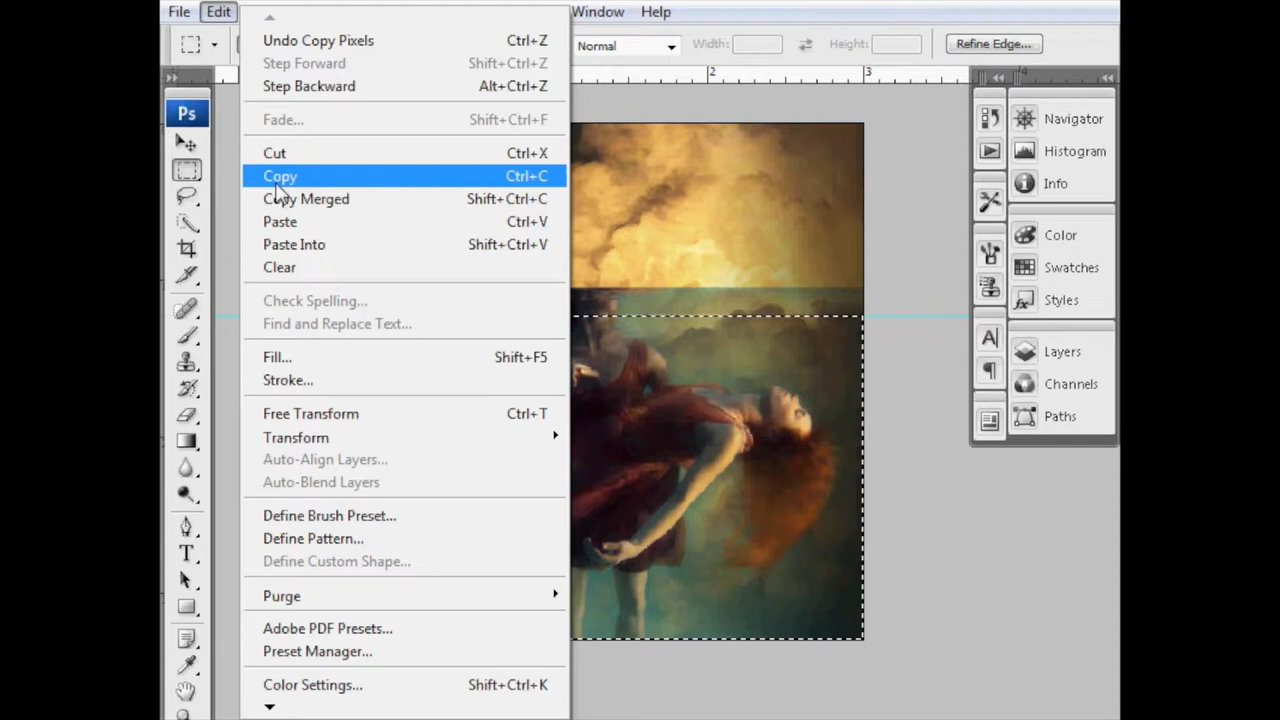 File Edit Window Help
Normal Width: Height: Refine Edge...
2 3 4
Ps
Undo Copy Pixels Ctrl+Z
Step Forward Shift+Ctrl+Z
Step Backward Alt+Ctrl+Z
Fade... Shift+Ctrl+F
Cut Ctrl+X
Copy Ctrl+C
Copy Merged Shift+Ctrl+C
Paste Ctrl+V
Paste Into Shift+Ctrl+V
Clear
Check Spelling...
Find and Replace Text...
Fill... Shift+F5
Stroke...
Free Transform Ctrl+T
Transform
Auto-Align Layers...
Auto-Blend Layers
Define Brush Preset...
Define Pattern...
Define Custom Shape...
Purge
Adobe PDF Presets...
Preset Manager...
Color Settings... Shift+Ctrl+K
T
Navigator
Histogram
Info
Color
Swatches
Styles
A
Layers
Channels
Paths